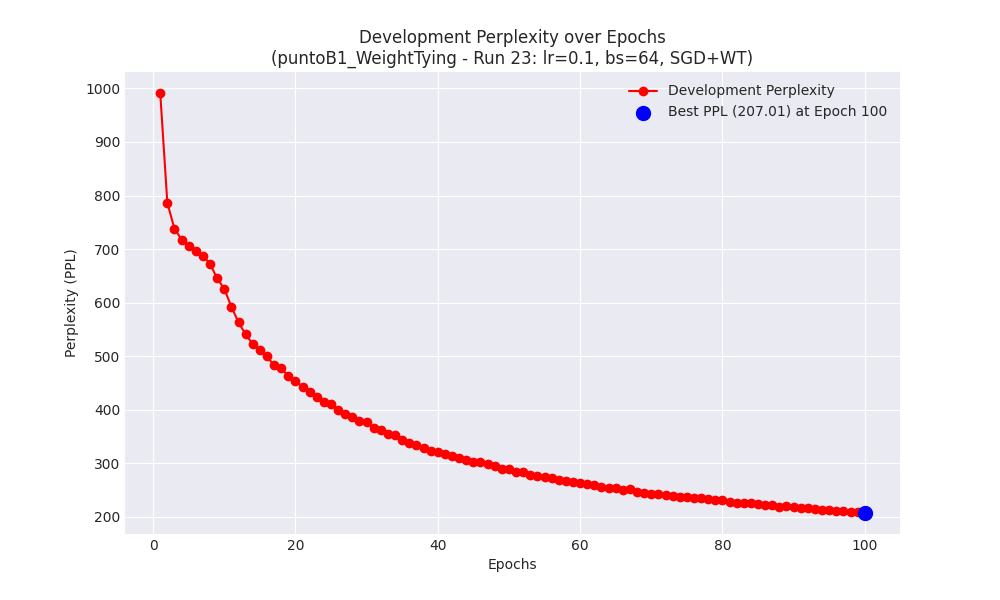 Development Perplexity over Epochs
(puntoB1_WeightTying - Run 23: lr=0.1, bs=64, SGD+WT)
Development Perplexity
Best PPL (207.01) at Epoch 100
Perplexity (PPL)
1000
900
800
700
600
500
400
300
200
0 20 40 60 80 100
Epochs